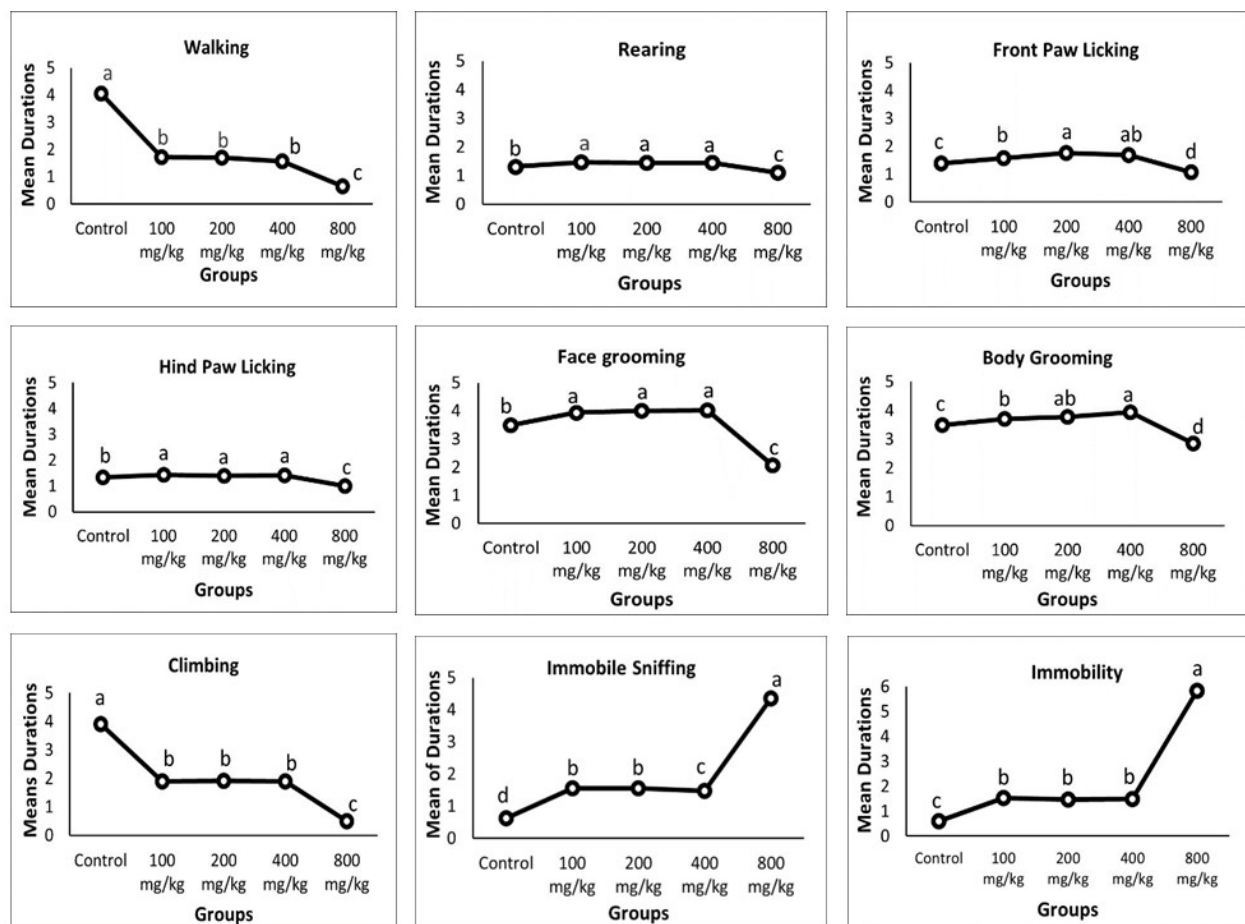 Walking
Mean Durations
5
4
3
2
1
0
a
b
b
b
c
Control 100 200 400 800
mg/kg mg/kg mg/kg mg/kg
Groups
Rearing
Mean Durations
5
4
3
2
1
0
b
a
a
a
c
Control 100 200 400 800
mg/kg mg/kg mg/kg mg/kg
Groups
Front Paw Licking
Mean Durations
5
4
3
2
1
0
c
b
a
ab
d
Control 100 200 400 800
mg/kg mg/kg mg/kg mg/kg
Groups
Hind Paw Licking
Mean Durations
5
4
3
2
1
0
b
a
a
a
c
Control 100 200 400 800
mg/kg mg/kg mg/kg mg/kg
Groups
Face grooming
Mean Durations
5
4
3
2
1
0
b
a
a
a
c
Control 100 200 400 800
mg/kg mg/kg mg/kg mg/kg
Groups
Body Grooming
Mean Durations
5
4
3
2
1
0
c
b
ab
a
d
Control 100 200 400 800
mg/kg mg/kg mg/kg mg/kg
Groups
Climbing
Means Durations
5
4
3
2
1
0
a
b
b
b
c
Control 100 200 400 800
mg/kg mg/kg mg/kg mg/kg
Groups
Immobile Sniffing
Mean of Durations
5
4
3
2
1
0
d
b
b
c
a
Control 100 200 400 800
mg/kg mg/kg mg/kg mg/kg
Groups
Immobility
Mean Durations
6
5
4
3
2
1
0
c
b
b
b
a
Control 100 200 400 800
mg/kg mg/kg mg/kg mg/kg
Groups